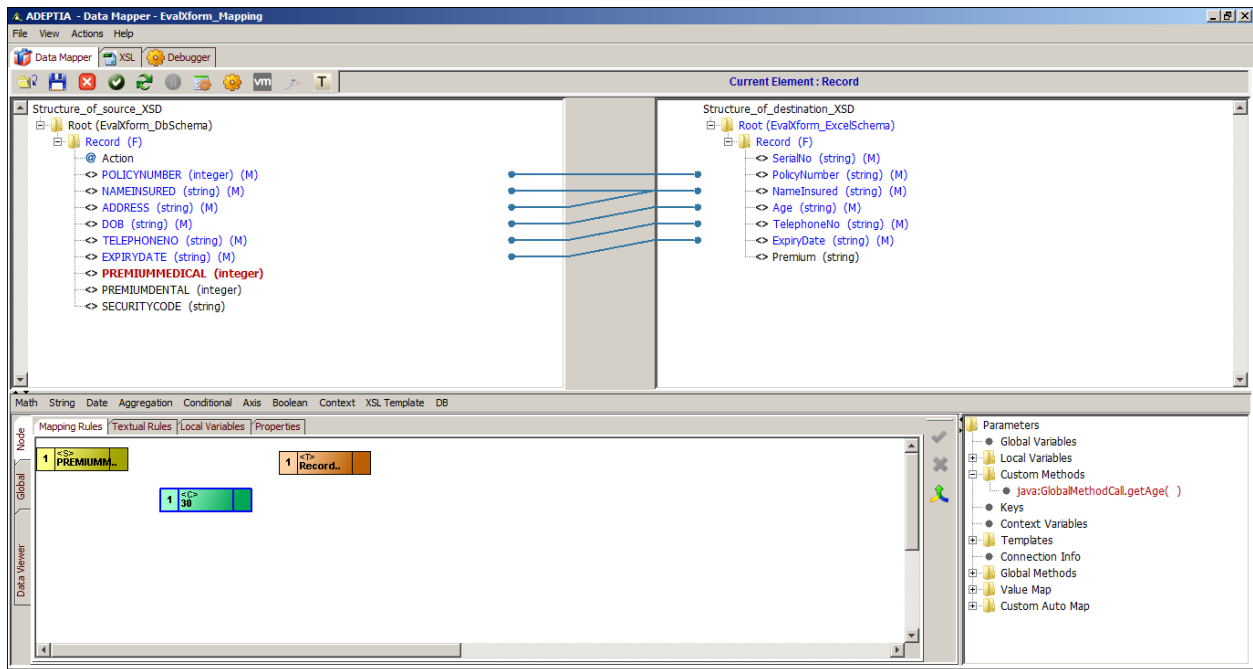 ADEPTIA - Data Mapper - EvalXform_Mapping
File View Actions Help
Data Mapper XSL Debugger
vm T Current Element : Record
Structure_of_source_XSD
Root (EvalXform_DbSchema)
Record (F)
@ Action
<> POLICYNUMBER (integer) (M)
<> NAMEINSURED (string) (M)
<> ADDRESS (string) (M)
<> DOB (string) (M)
<> TELEPHONENO (string) (M)
<> EXPIRYDATE (string) (M)
<> PREMIUMMEDICAL (integer)
<> PREMIUMDENTAL (integer)
<> SECURITYCODE (string)
Structure_of_destination_XSD
Root (EvalXform_ExcelSchema)
Record (F)
<> SerialNo (string) (M)
<> PolicyNumber (string) (M)
<> NameInsured (string) (M)
<> Age (string) (M)
<> TelephoneNo (string) (M)
<> ExpiryDate (string) (M)
<> Premium (string)
Math String Date Aggregation Conditional Axis Boolean Context XSL Template DB
Node
Global
Data Viewer
Mapping Rules Textual Rules Local Variables Properties
1 <S> PREMIUMM..
1 <T> Record..
1 <C> 30
Parameters
Global Variables
Local Variables
Custom Methods
java:GlobalMethodCall.getAge( )
Keys
Context Variables
Templates
Connection Info
Global Methods
Value Map
Custom Auto Map